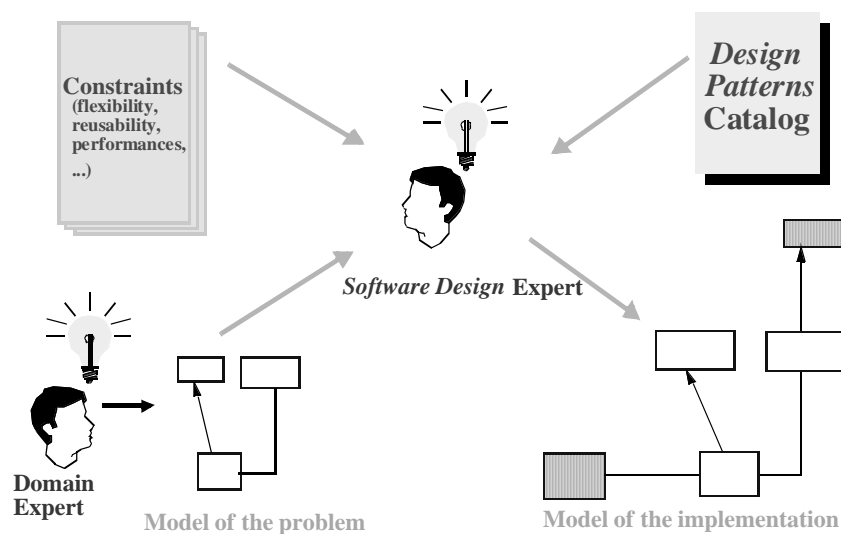 Constraints
(flexibility,
reusability,
performances,
...)
Design
Patterns
Catalog
Software Design Expert
Domain
Expert
Model of the problem
Model of the implementation